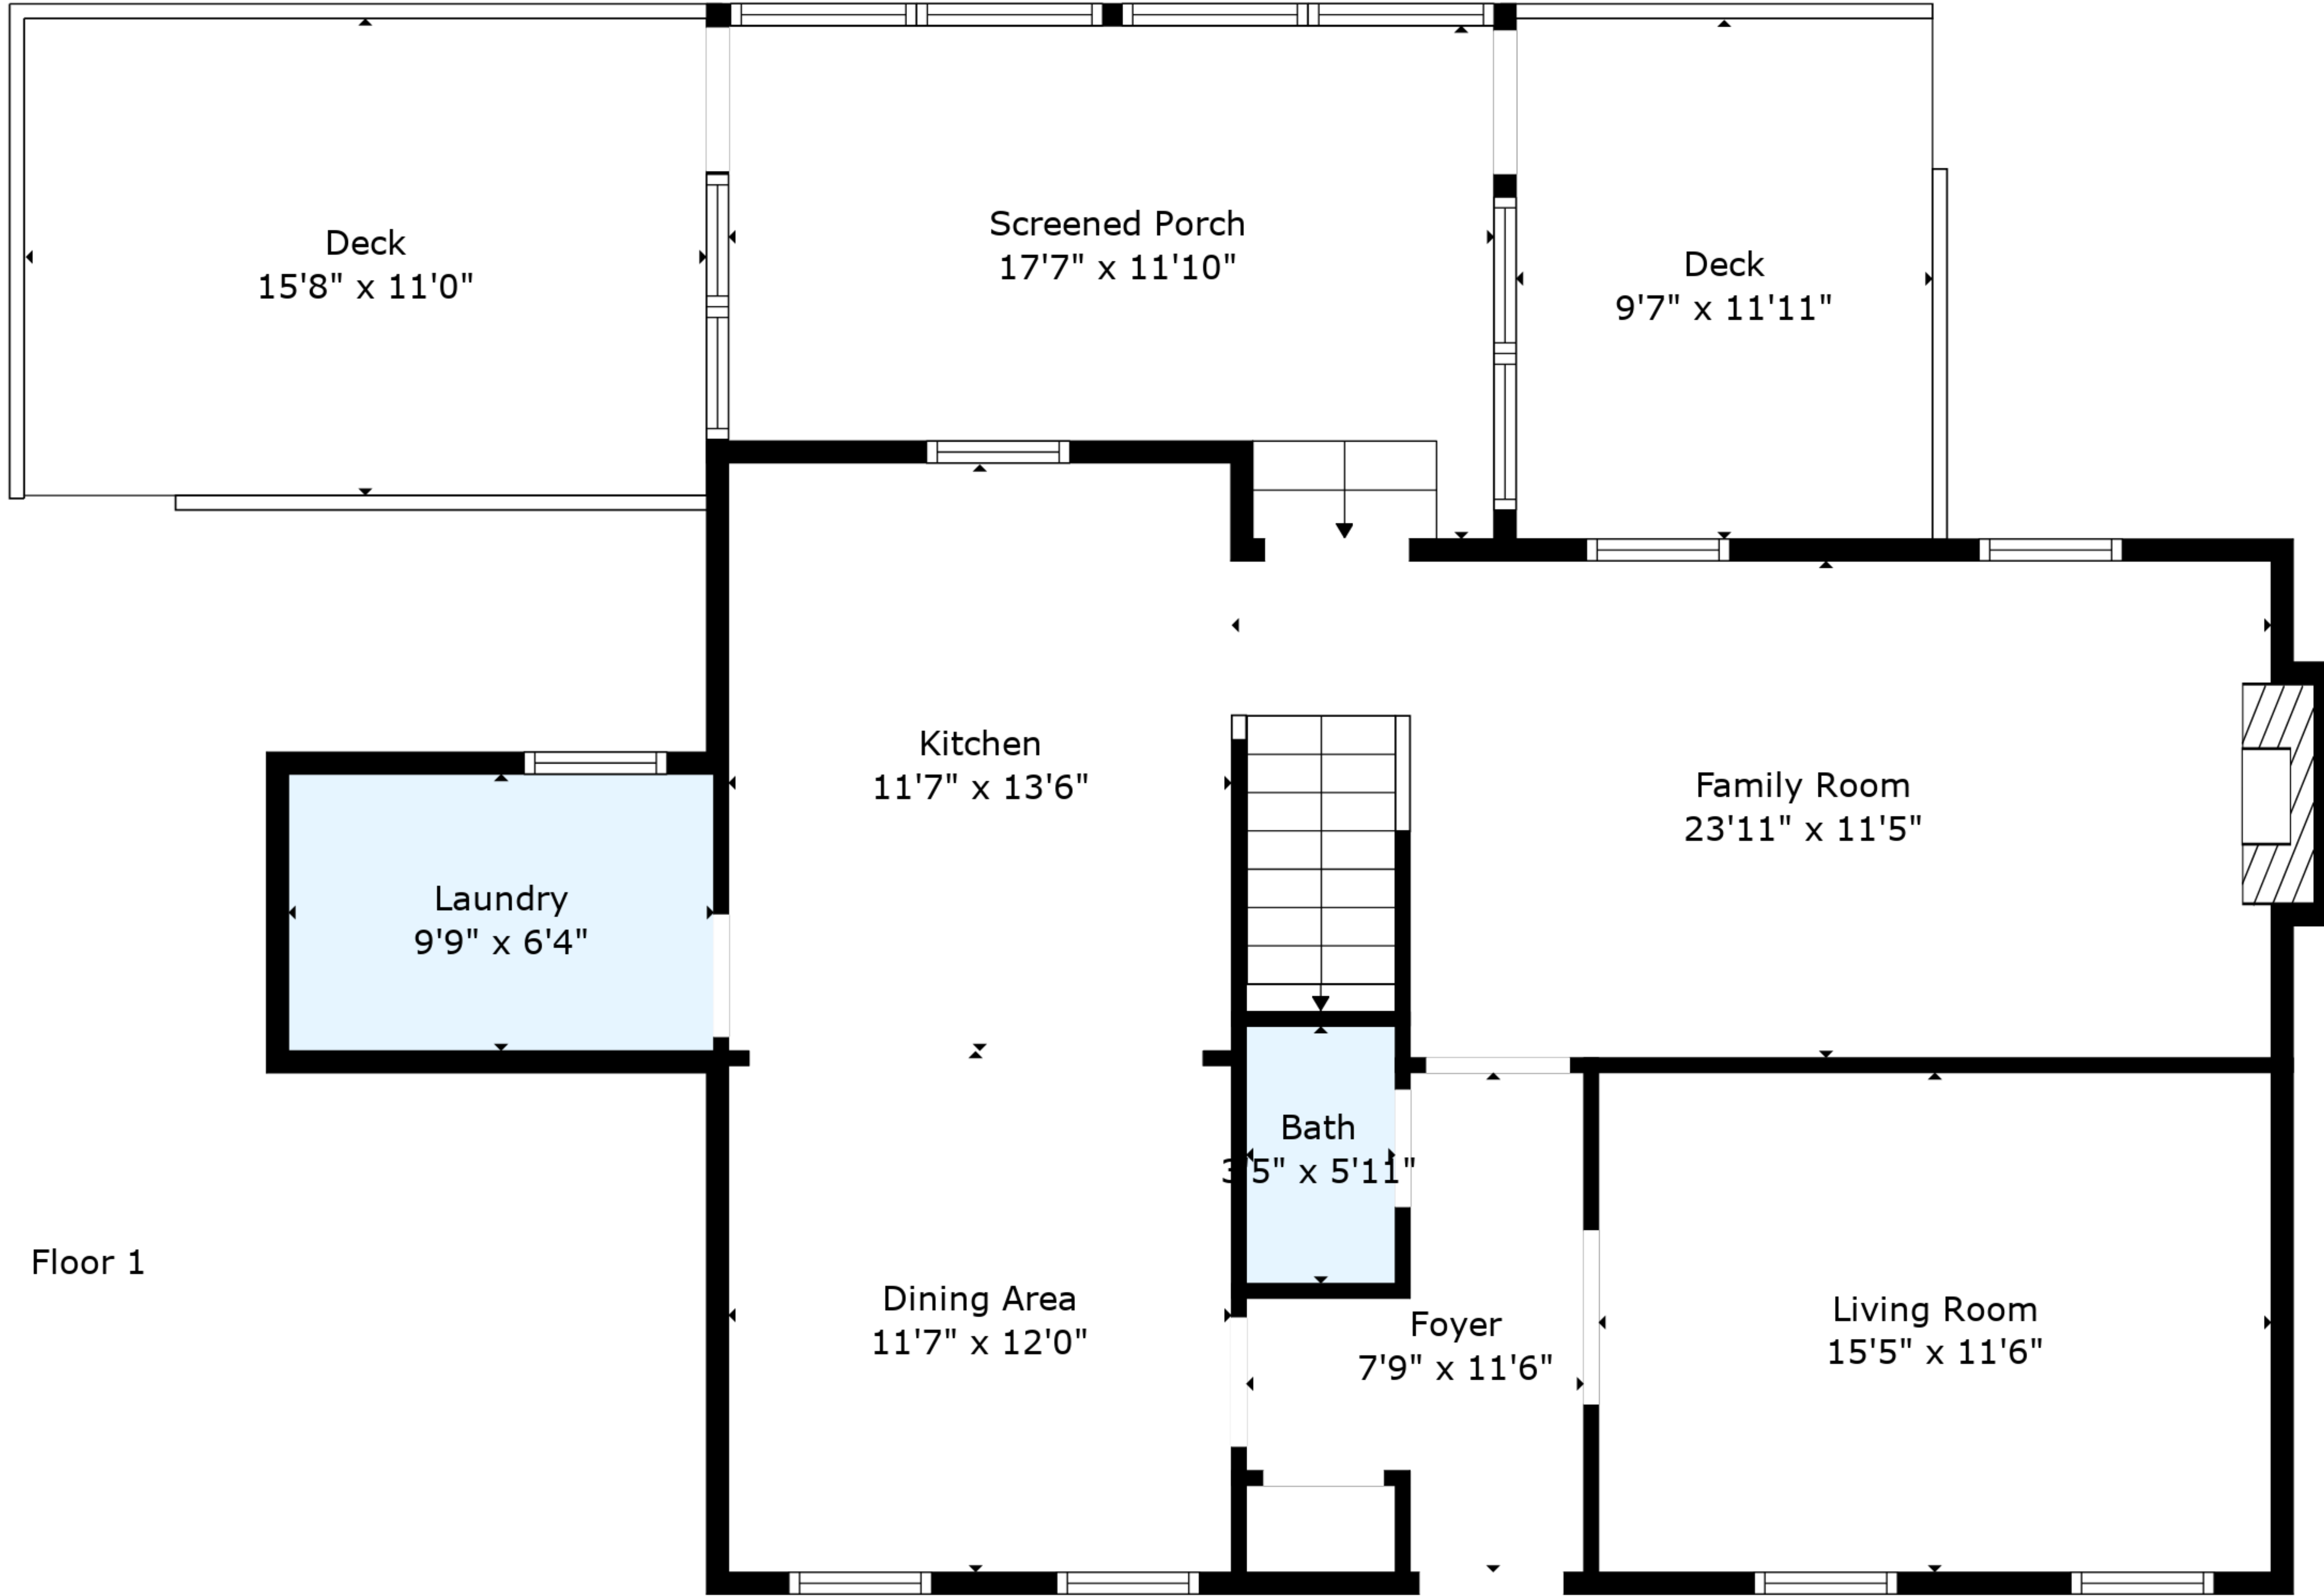 Deck
15'8" x 11'0"
Screened Porch
17'7" x 11'10"
Deck
9'7" x 11'11"
Kitchen
11'7" x 13'6"
Family Room
23'11" x 11'5"
Laundry
9'9" x 6'4"
Bath
3'5" x 5'11"
Floor 1
Dining Area
11'7" x 12'0"
Foyer
7'9" x 11'6"
Living Room
15'5" x 11'6"